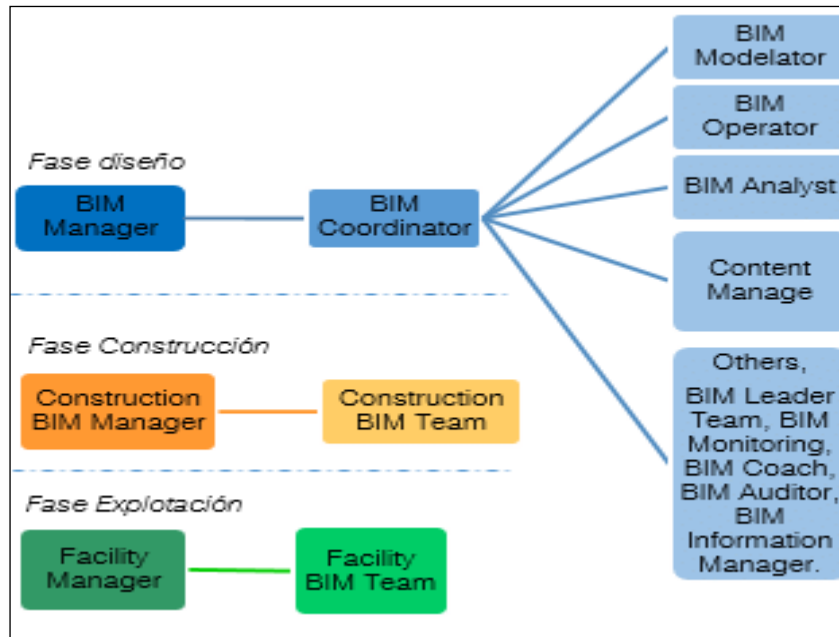 Fase diseño
BIM
Manager
BIM
Coordinator
BIM
Modelator
BIM
Operator
BIM Analyst
Content
Manage
Others,
BIM Leader
Team, BIM
Monitoring,
BIM Coach,
BIM Auditor,
BIM
Information
Manager.
Fase Construcción
Construction
BIM Manager
Construction
BIM Team
Fase Explotación
Facility
Manager
Facility
BIM Team